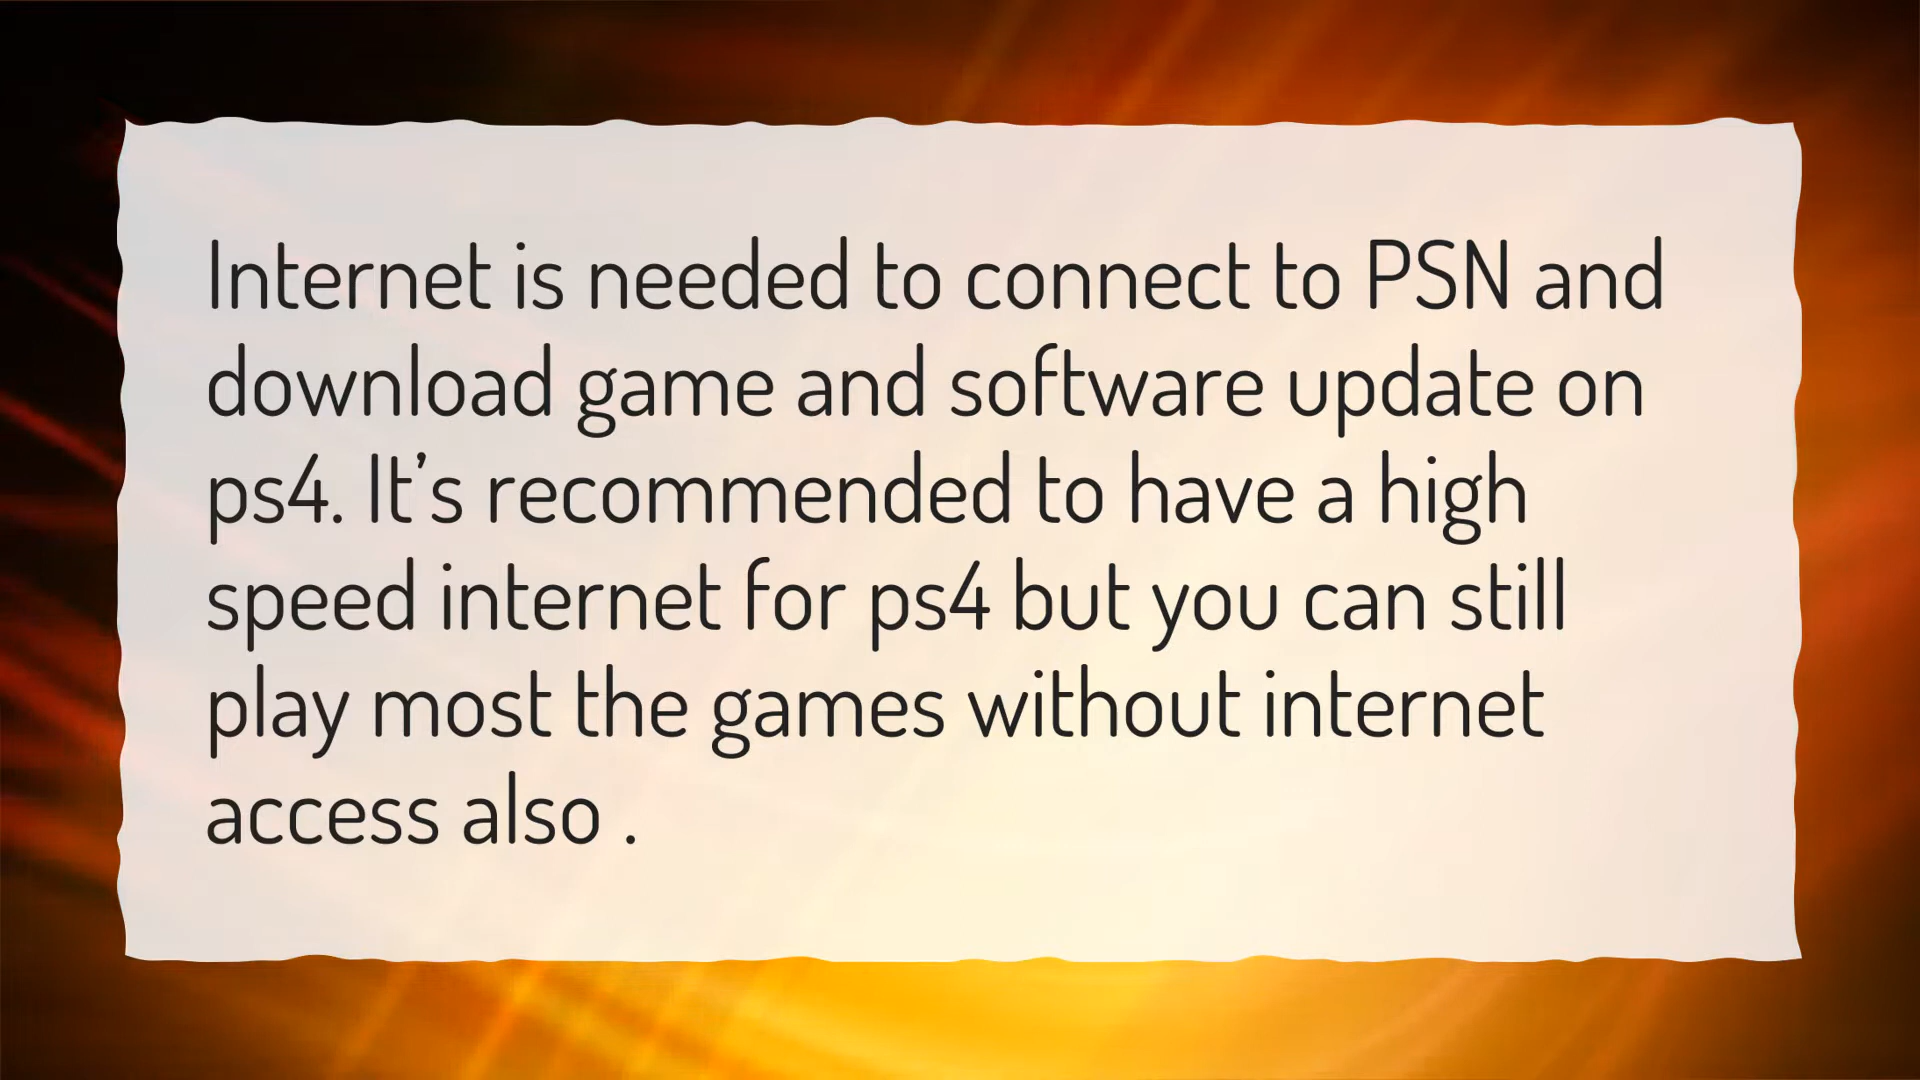 Internet is needed to connect to PSN and
download game and software update on
ps4. It’s recommended to have a high
speed internet for ps4 but you can still
play most the games without internet
access also .